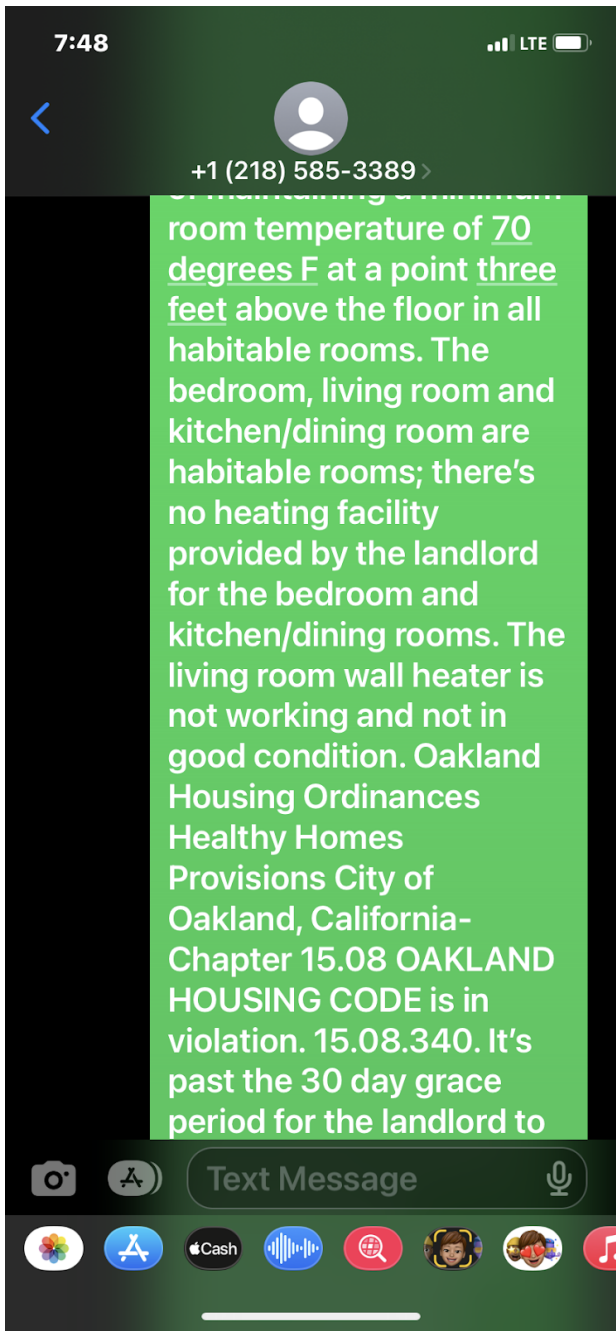 7:48
LTE
+1 (218) 585-3389
of maintaining a minimum
room temperature of 70
degrees F at a point three
feet above the floor in all
habitable rooms. The
bedroom, living room and
kitchen/dining room are
habitable rooms; there's
no heating facility
provided by the landlord
for the bedroom and
kitchen/dining rooms. The
living room wall heater is
not working and not in
good condition. Oakland
Housing Ordinances
Healthy Homes
Provisions City of
Oakland, California-
Chapter 15.08 OAKLAND
HOUSING CODE is in
violation. 15.08.340. It's
past the 30 day grace
period for the landlord to
Text Message
Cash